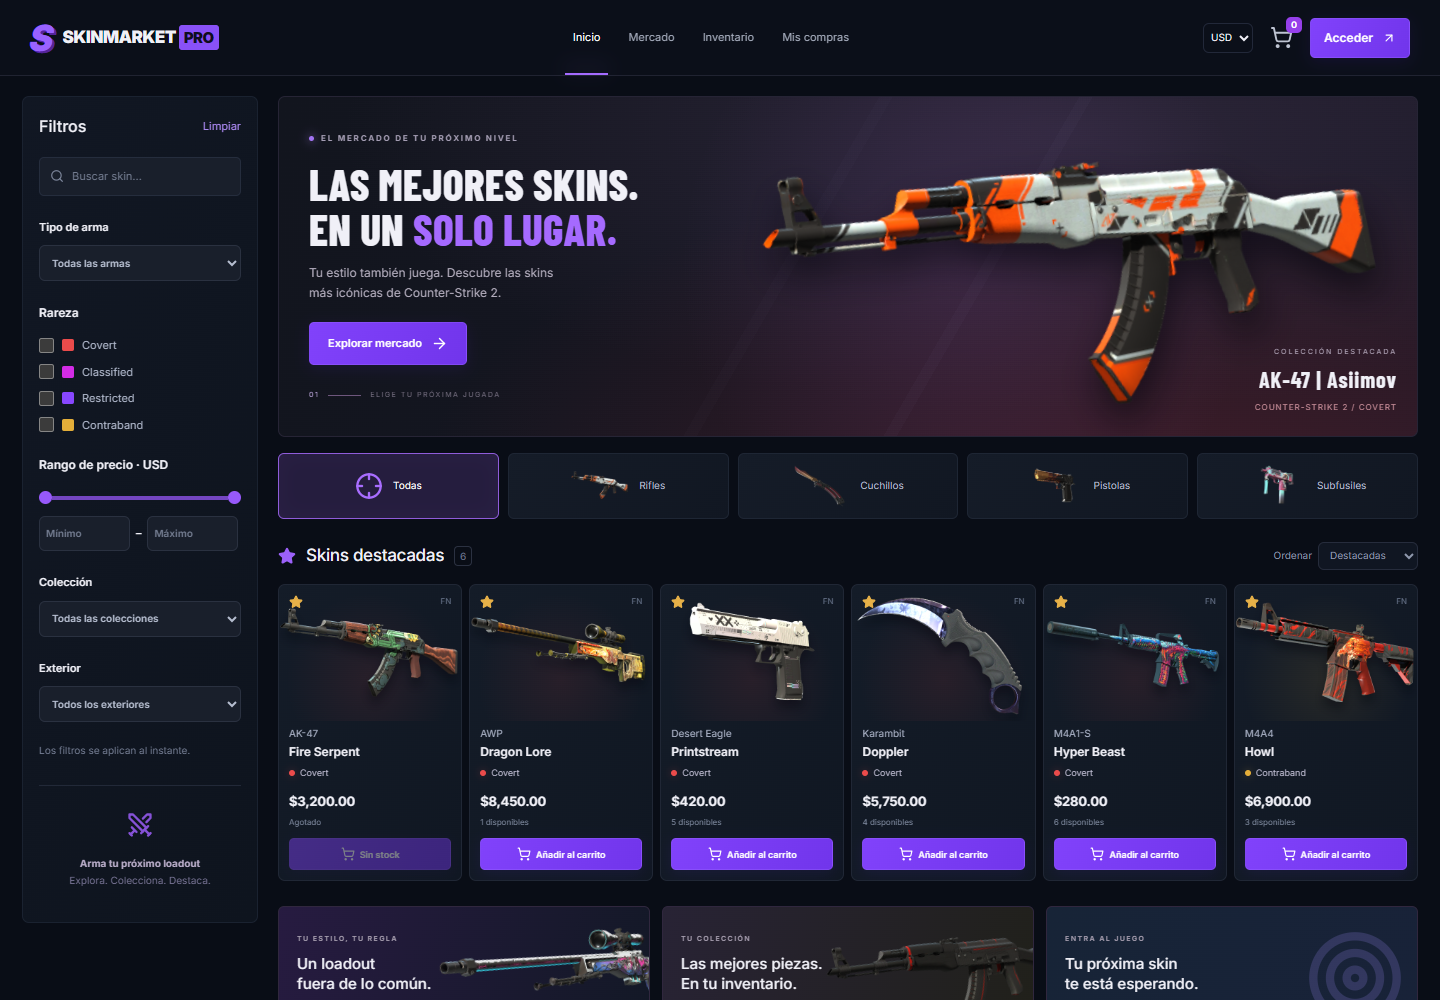 S SKINMARKET PRO
Inicio Mercado Inventario Mis compras
USD
0
Acceder
Filtros
Limpiar
Buscar skin...
Tipo de arma
Todas las armas
Rareza
Covert
Classified
Restricted
Contraband
Rango de precio · USD
Mínimo – Máximo
Colección
Todas las colecciones
Exterior
Todos los exteriores
Los filtros se aplican al instante.
Arma tu próximo loadout
Explora. Colecciona. Destaca.
EL MERCADO DE TU PRÓXIMO NIVEL
LAS MEJORES SKINS.
EN UN SOLO LUGAR.
Tu estilo también juega. Descubre las skins
más icónicas de Counter-Strike 2.
Explorar mercado
01 ELIGE TU PRÓXIMA JUGADA
COLECCIÓN DESTACADA
AK-47 | Asiimov
COUNTER-STRIKE 2 / COVERT
Todas
Rifles
Cuchillos
Pistolas
Subfusiles
Skins destacadas 6
Ordenar Destacadas
FN
AK-47
Fire Serpent
Covert
$3,200.00
Agotado
Sin stock
FN
AWP
Dragon Lore
Covert
$8,450.00
1 disponibles
Añadir al carrito
FN
Desert Eagle
Printstream
Covert
$420.00
5 disponibles
Añadir al carrito
FN
Karambit
Doppler
Covert
$5,750.00
4 disponibles
Añadir al carrito
FN
M4A1-S
Hyper Beast
Covert
$280.00
6 disponibles
Añadir al carrito
FN
M4A4
Howl
Contraband
$6,900.00
3 disponibles
Añadir al carrito
TU ESTILO, TU REGLA
Un loadout
fuera de lo común.
TU COLECCIÓN
Las mejores piezas.
En tu inventario.
ENTRA AL JUEGO
Tu próxima skin
te está esperando.